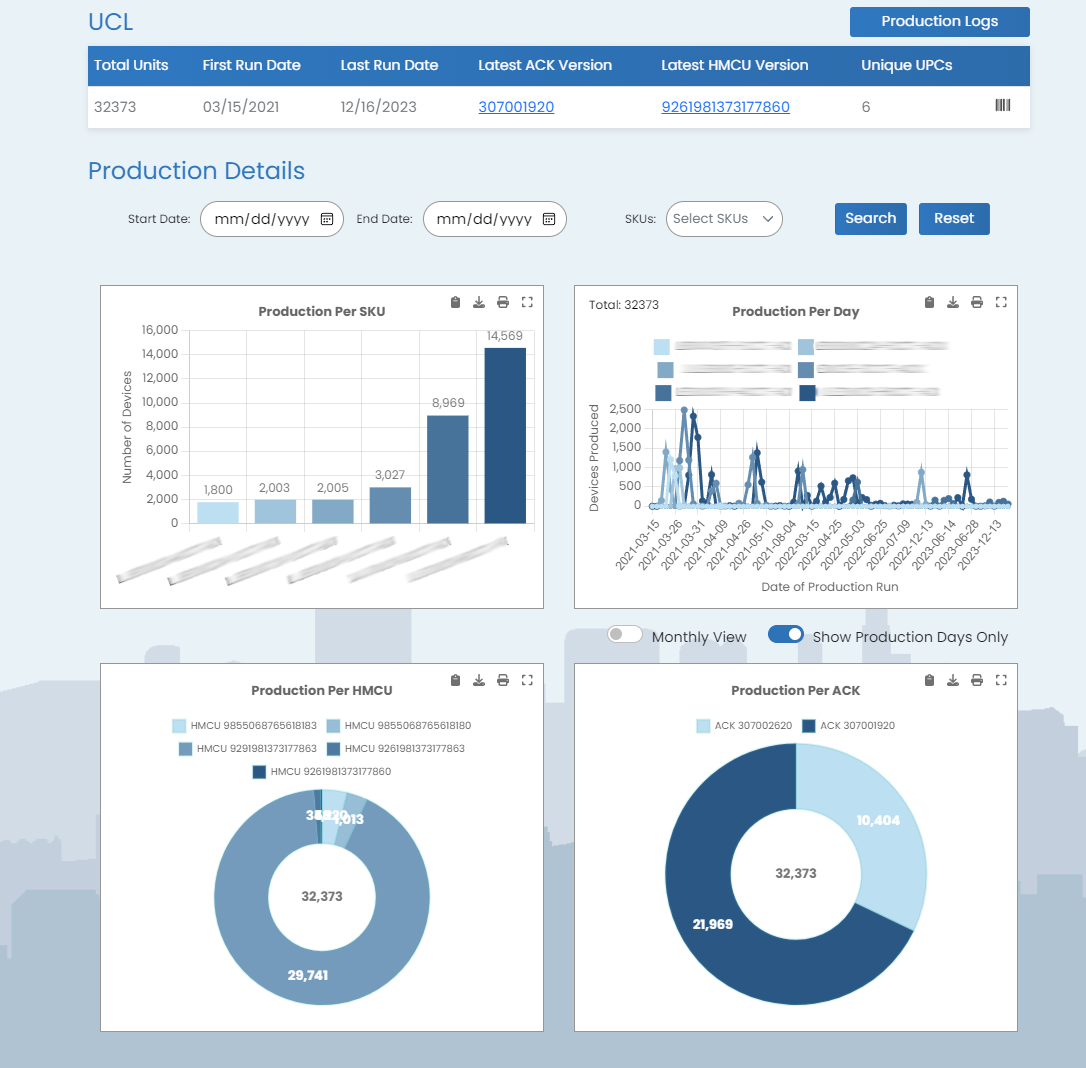 UCL
Production Logs
Total Units First Run Date Last Run Date Latest ACK Version Latest HMCU Version Unique UPCs
32373 03/15/2021 12/16/2023 307001920 9261981373177860 6
Production Details
Start Date: mm/dd/yyyy End Date: mm/dd/yyyy SKUs: Select SKUs Search Reset
Production Per SKU
Number of Devices
16,000
14,000
12,000
10,000
8,000
6,000
4,000
2,000
0
1,800 2,003 2,005 3,027 8,969 14,569
Total: 32373
Production Per Day
Devices Produced
2,500
2,000
1,500
1,000
500
0
2021-03-15 2021-03-26 2021-03-31 2021-04-09 2021-04-26 2021-05-10 2021-08-04 2022-03-15 2022-04-25 2022-05-03 2022-06-25 2022-07-09 2022-12-13 2023-06-14 2023-06-28 2023-12-13
Date of Production Run
Monthly View Show Production Days Only
Production Per HMCU
HMCU 9855068765618183 HMCU 9855068765618180
HMCU 9291981373177863 HMCU 9261981373177863
HMCU 9261981373177860
1,013
32,373
29,741
Production Per ACK
ACK 307002620 ACK 307001920
10,404
32,373
21,969